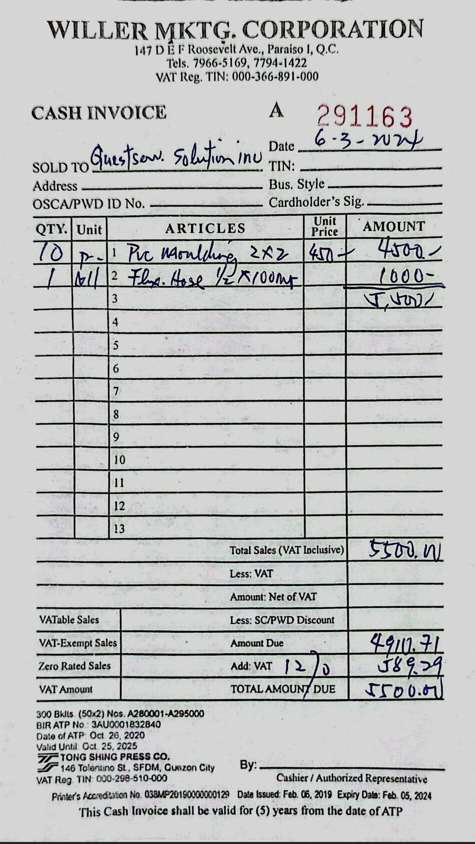 WILLER MKTG. CORPORATION
147 D E F Roosevelt Ave., Paraiso I, Q.C.
Tels. 7966-5169, 7794-1422
VAT Reg. TIN: 000-366-891-000
CASH INVOICE A 291163
Date 6-3-2024
SOLD TO Questserv. Solution inc TIN:
Address Bus. Style
OSCA/PWD ID No. Cardholder's Sig.
QTY. Unit ARTICLES Unit Price AMOUNT
10 1 Pvc Moulding 2x2 450- 4500-
1 2 Flex. Hose 1/2 x 100 1000-
3 5,500/
4
5
6
7
8
9
10
11
12
13
Total Sales (VAT Inclusive) 5500.00
Less: VAT
Amount: Net of VAT
VATable Sales Less: SC/PWD Discount
VAT-Exempt Sales Amount Due 4910.71
Zero Rated Sales Add: VAT 12% 589.29
VAT Amount TOTAL AMOUNT DUE 5500.00
300 Bklts. (50x2) Nos. A280001-A295000
BIR ATP No.: 3AU0001832840
Date of ATP: Oct 26, 2020
Valid Until: Oct. 25, 2025
TONG SHING PRESS CO.
146 Tolentino St., SFDM, Quezon City
VAT Reg TIN: 000-298-510-000
By:
Cashier / Authorized Representative
Printer's Accreditation No. 038MP20190000000129 Date Issued: Feb. 06, 2019 Expiry Date: Feb. 05, 2024
This Cash Invoice shall be valid for (5) years from the date of ATP